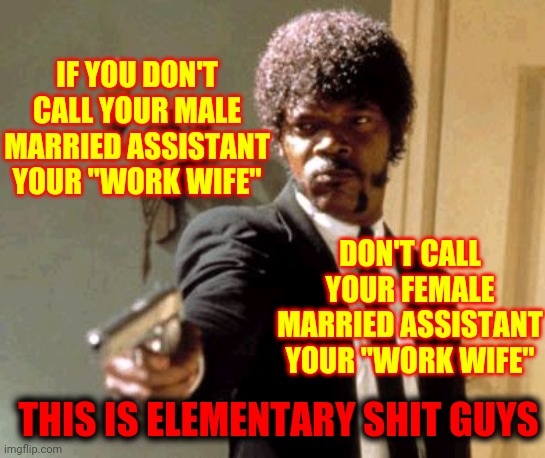 IF YOU DON'T
CALL YOUR MALE
MARRIED ASSISTANT
YOUR "WORK WIFE"
DON'T CALL
YOUR FEMALE
MARRIED ASSISTANT
YOUR "WORK WIFE"
THIS IS ELEMENTARY SHIT GUYS
imgflip.com